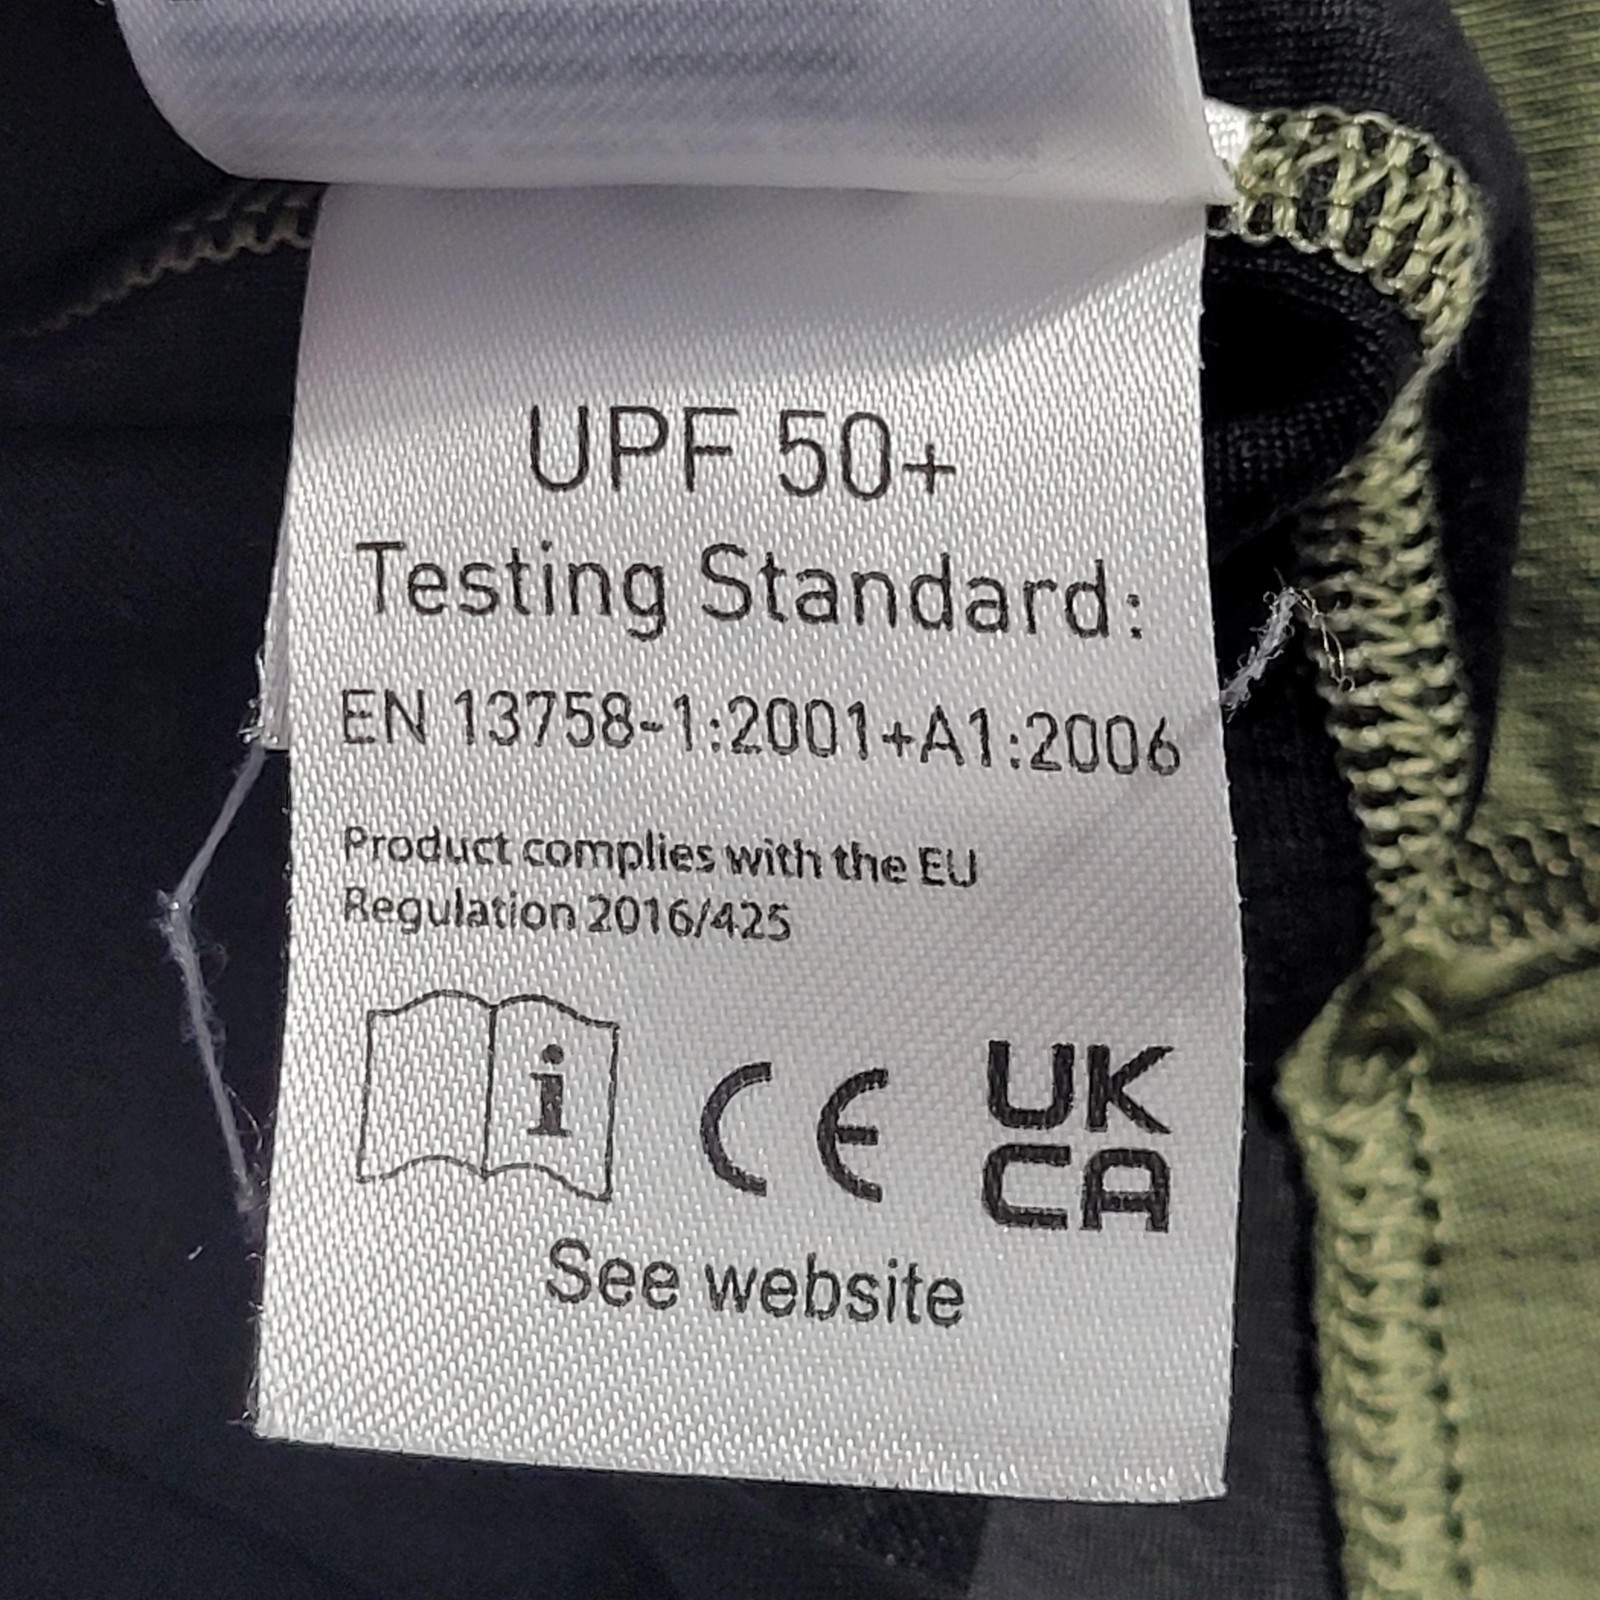 UPF 50+
Testing Standard:
EN 13758-1:2001+A1:2006
Product complies with the EU
Regulation 2016/425
i
CE
UK
CA
See website